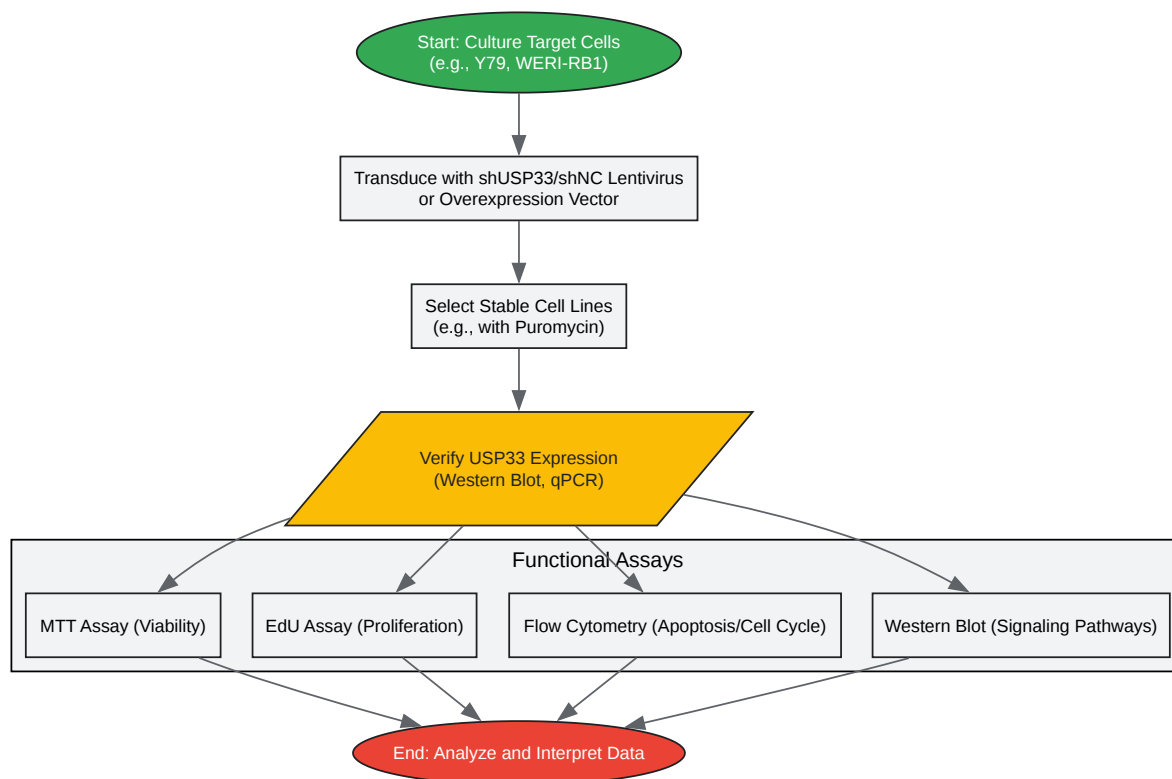 Start: Culture Target Cells
(e.g., Y79, WERI-RB1)
Transduce with shUSP33/shNC Lentivirus
or Overexpression Vector
Select Stable Cell Lines
(e.g., with Puromycin)
Verify USP33 Expression
(Western Blot, qPCR)
Functional Assays
MTT Assay (Viability)
EdU Assay (Proliferation)
Flow Cytometry (Apoptosis/Cell Cycle)
Western Blot (Signaling Pathways)
End: Analyze and Interpret Data